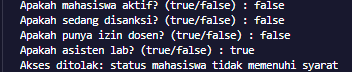 Apakah mahasiswa aktif? (true/false) : false
Apakah sedang disanksi? (true/false) : false
Apakah punya izin dosen? (true/false) : false
Apakah asisten lab? (true/false) : true
Akses ditolak: status mahasiswa tidak memenuhi syarat